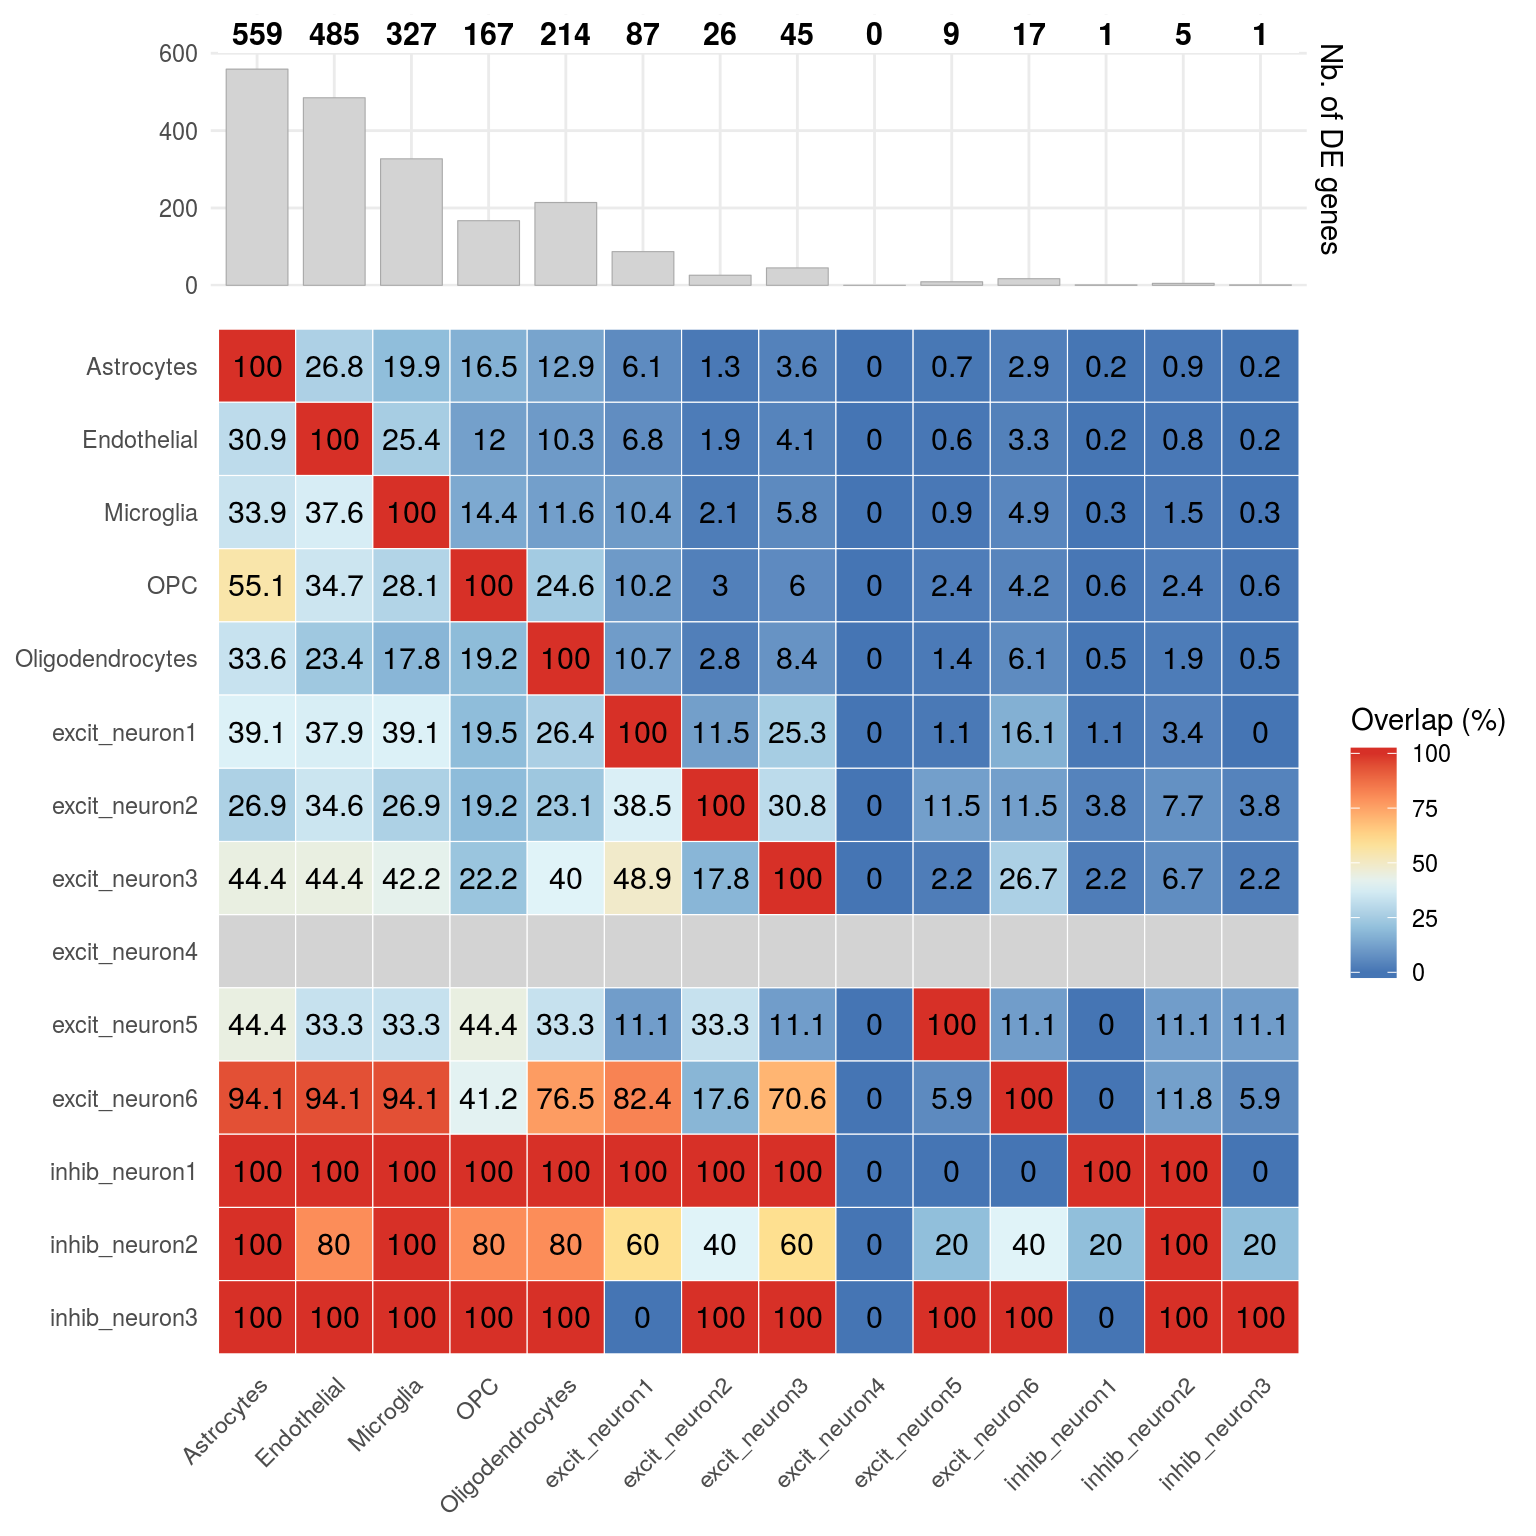 559 485 327 167 214 87 26 45 0 9 17 1 5 1
600
400
200
0
Nb. of DE genes
Astrocytes 100 26.8 19.9 16.5 12.9 6.1 1.3 3.6 0 0.7 2.9 0.2 0.9 0.2
Endothelial 30.9 100 25.4 12 10.3 6.8 1.9 4.1 0 0.6 3.3 0.2 0.8 0.2
Microglia 33.9 37.6 100 14.4 11.6 10.4 2.1 5.8 0 0.9 4.9 0.3 1.5 0.3
OPC 55.1 34.7 28.1 100 24.6 10.2 3 6 0 2.4 4.2 0.6 2.4 0.6
Oligodendrocytes 33.6 23.4 17.8 19.2 100 10.7 2.8 8.4 0 1.4 6.1 0.5 1.9 0.5
excit_neuron1 39.1 37.9 39.1 19.5 26.4 100 11.5 25.3 0 1.1 16.1 1.1 3.4 0
excit_neuron2 26.9 34.6 26.9 19.2 23.1 38.5 100 30.8 0 11.5 11.5 3.8 7.7 3.8
excit_neuron3 44.4 44.4 42.2 22.2 40 48.9 17.8 100 0 2.2 26.7 2.2 6.7 2.2
excit_neuron4
excit_neuron5 44.4 33.3 33.3 44.4 33.3 11.1 33.3 11.1 0 100 11.1 0 11.1 11.1
excit_neuron6 94.1 94.1 94.1 41.2 76.5 82.4 17.6 70.6 0 5.9 100 0 11.8 5.9
inhib_neuron1 100 100 100 100 100 100 100 100 0 0 0 100 100 0
inhib_neuron2 100 80 100 80 80 60 40 60 0 20 40 20 100 20
inhib_neuron3 100 100 100 100 100 0 100 100 0 100 100 0 100 100
Astrocytes
Endothelial
Microglia
OPC
Oligodendrocytes
excit_neuron1
excit_neuron2
excit_neuron3
excit_neuron4
excit_neuron5
excit_neuron6
inhib_neuron1
inhib_neuron2
inhib_neuron3
Overlap (%)
100
75
50
25
0